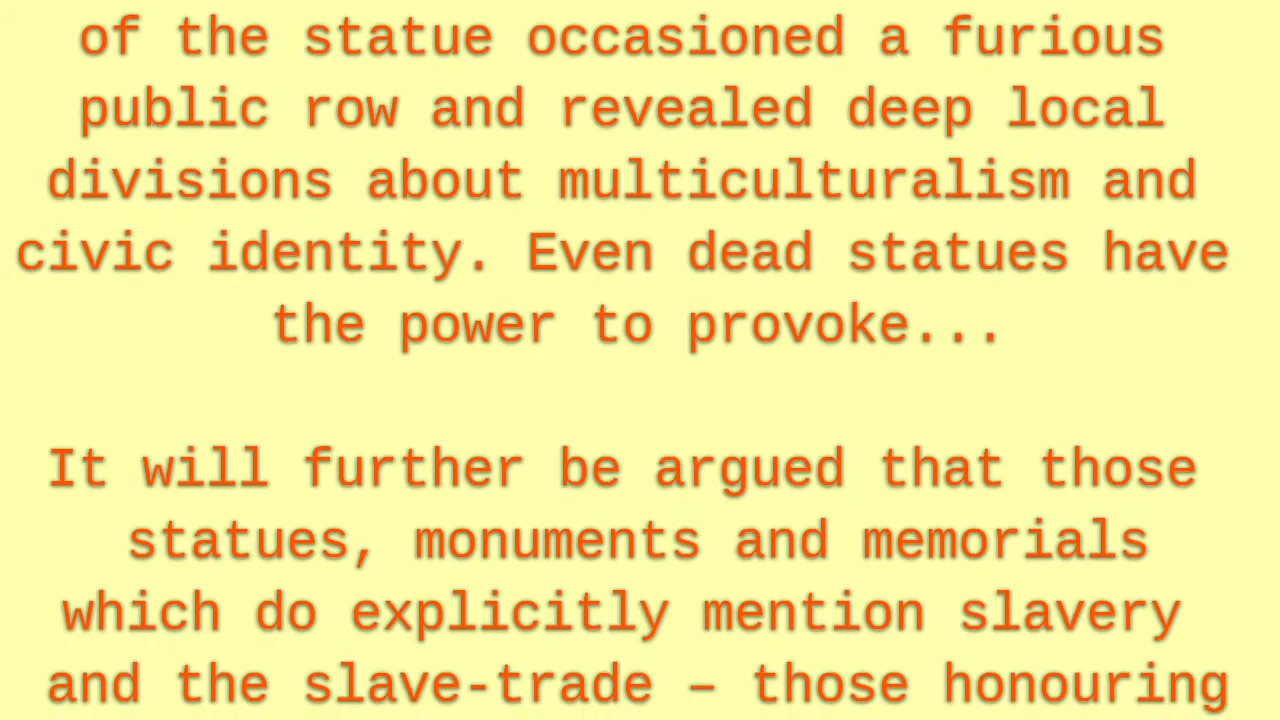 of the statue occasioned a furious
public row and revealed deep local
divisions about multiculturalism and
civic identity. Even dead statues have
the power to provoke...
It will further be argued that those
statues, monuments and memorials
which do explicitly mention slavery
and the slave-trade – those honouring